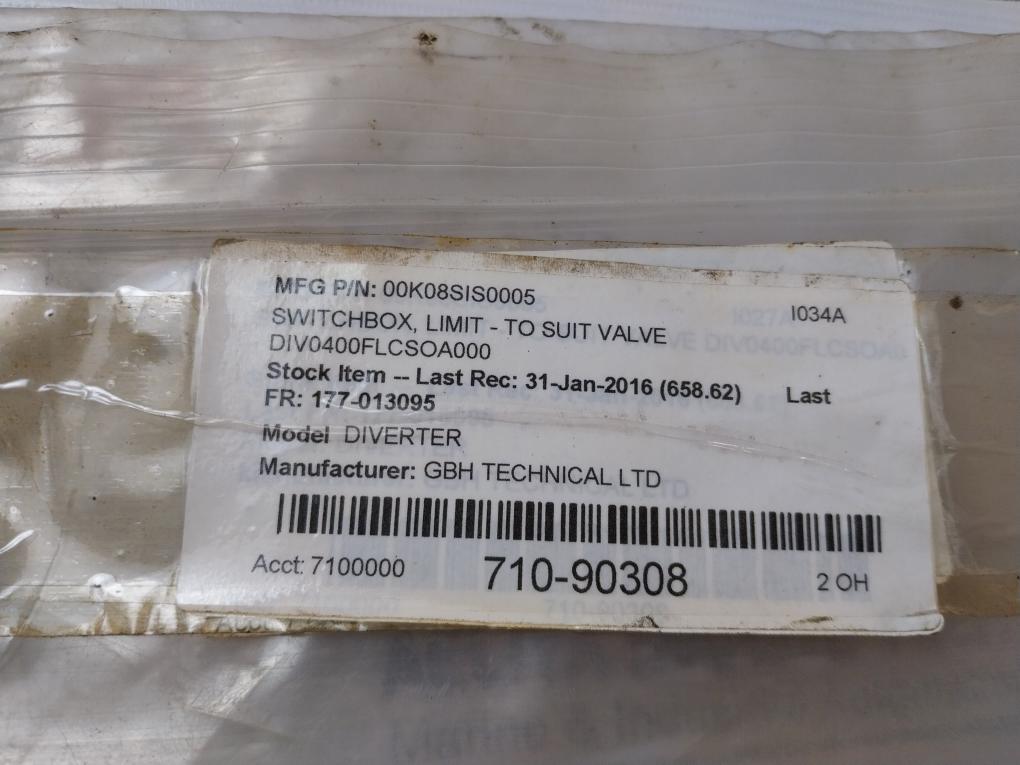 MFG P/N: 00K08SIS0005
I034A
SWITCHBOX, LIMIT - TO SUIT VALVE
DIV0400FLCSOA000
Stock Item -- Last Rec: 31-Jan-2016 (658.62) Last
FR: 177-013095
Model DIVERTER
Manufacturer: GBH TECHNICAL LTD
Acct: 7100000 710-90308 2 OH